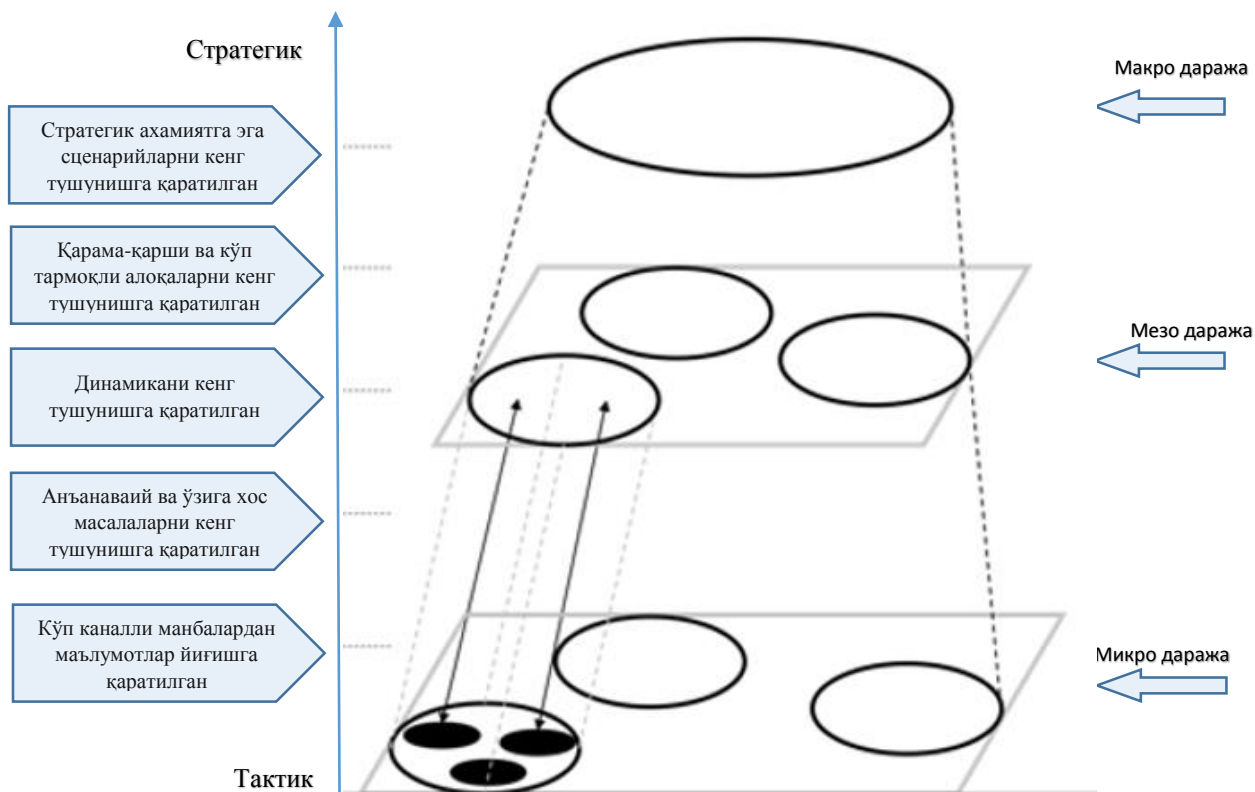 Стратегик
Макро даража
Стратегик ахамиятга эга
сценарийларни кенг
тушунишга қаратилган
Қарама-қарши ва кўп
тармоқли алоқаларни кенг
тушунишга қаратилган
Мезо даража
Динамикани кенг
тушунишга қаратилган
Анъанаваий ва ўзига хос
масалаларни кенг
тушунишга қаратилган
Кўп каналли манбалардан
маълумотлар йиғишга
қаратилган
Микро даража
Тактик